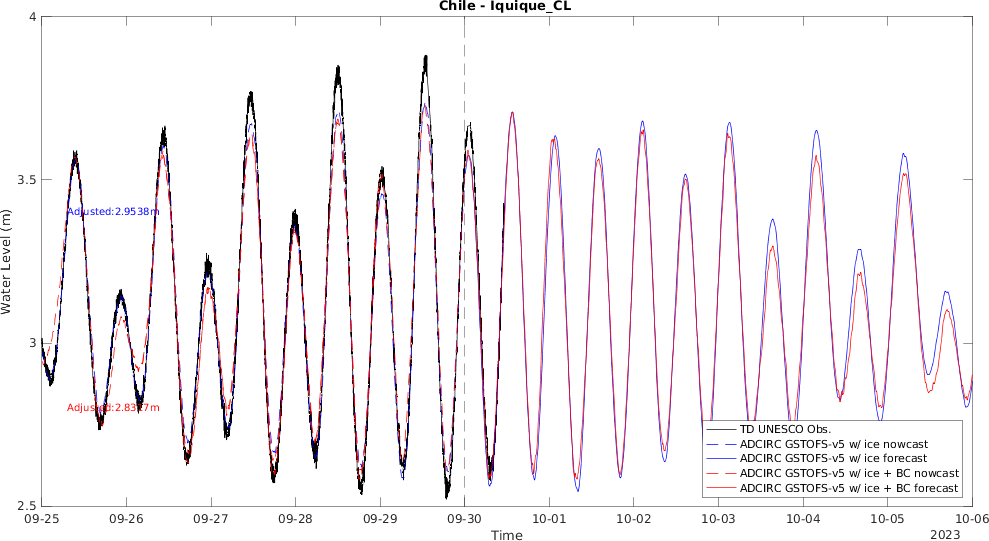 Chile - Iquique_CL
4
3.5
3
2.5
Water Level (m)
Adjusted:2.9538m
TD UNESCO Obs.
ADCIRC GSTOFS-v5 w/ ice nowcast
ADCIRC GSTOFS-v5 w/ ice forecast
ADCIRC GSTOFS-v5 w/ ice + BC nowcast
ADCIRC GSTOFS-v5 w/ ice + BC forecast
09-25 09-26 09-27 09-28 09-29 09-30 10-01 10-02 10-03 10-04 10-05 10-06
Time
2023